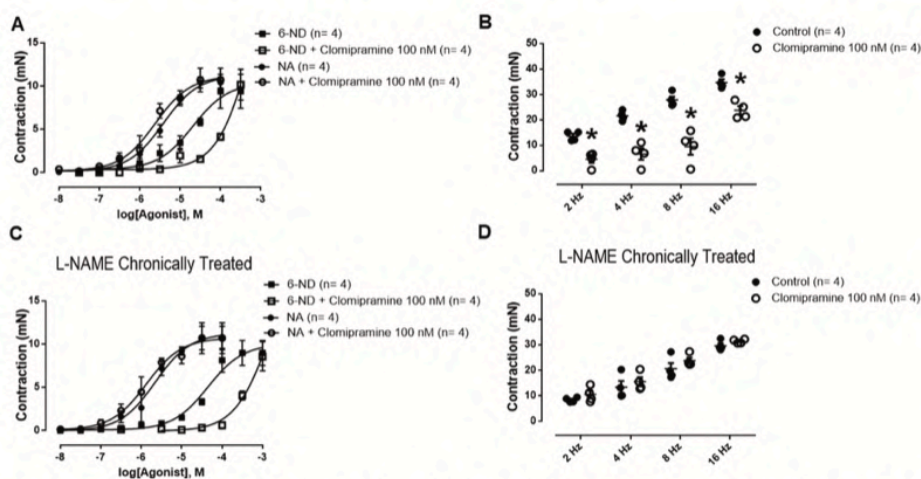 A
Contraction (mN)
15
10
5
0
-8 -7 -6 -5 -4 -3
log[Agonist], M
6-ND (n= 4)
6-ND + Clomipramine 100 nM (n= 4)
NA (n= 4)
NA + Clomipramine 100 nM (n= 4)
B
Contraction (mN)
50
40
30
20
10
0
* * * *
2 Hz 4 Hz 8 Hz 16 Hz
Control (n= 4)
Clomipramine 100 nM (n= 4)
C
L-NAME Chronically Treated
Contraction (mN)
15
10
5
0
-8 -7 -6 -5 -4 -3
log[Agonist], M
6-ND (n= 4)
6-ND + Clomipramine 100 nM (n= 4)
NA (n= 4)
NA + Clomipramine 100 nM (n= 4)
D
L-NAME Chronically Treated
Contraction (mN)
50
40
30
20
10
0
2 Hz 4 Hz 8 Hz 16 Hz
Control (n= 4)
Clomipramine 100 nM (n= 4)